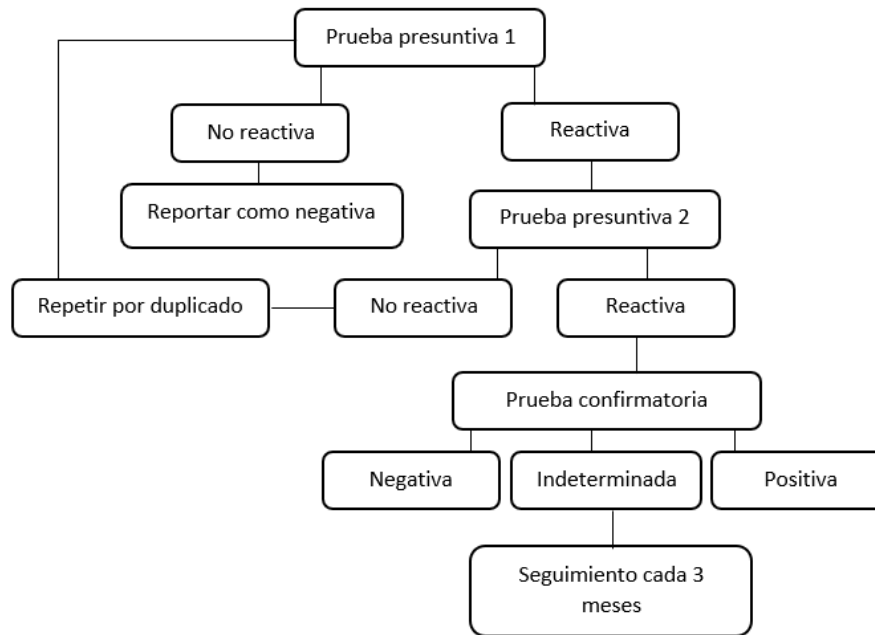 Prueba presuntiva 1
No reactiva
Reactiva
Reportar como negativa
Prueba presuntiva 2
Repetir por duplicado
No reactiva
Reactiva
Prueba confirmatoria
Negativa
Indeterminada
Positiva
Seguimiento cada 3
meses